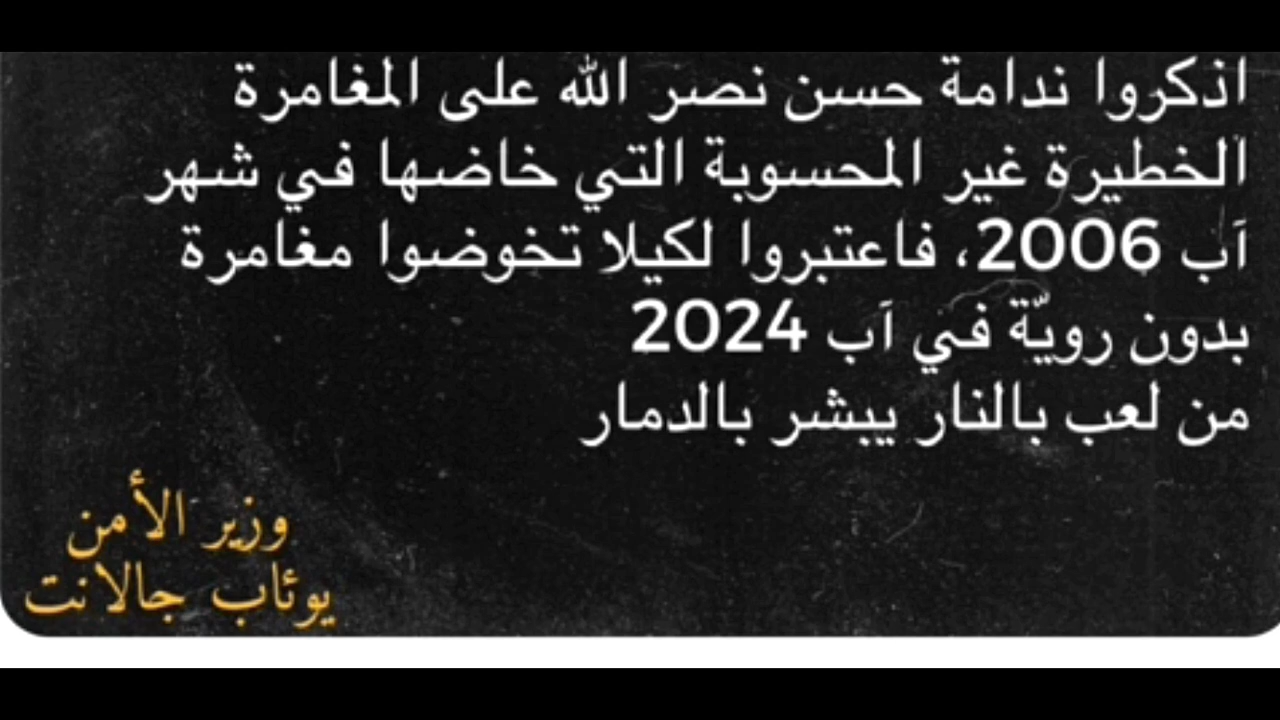 اذكروا ندامة حسن نصر الله على المغامرة
الخطيرة غير المحسوبة التي خاضها في شهر
آب 2006، فاعتبروا لكيلا تخوضوا مغامرة
بدون رويّة في آب 2024
من لعب بالنار يبشر بالدمار
وزير الأمن
يوئاب جالانت